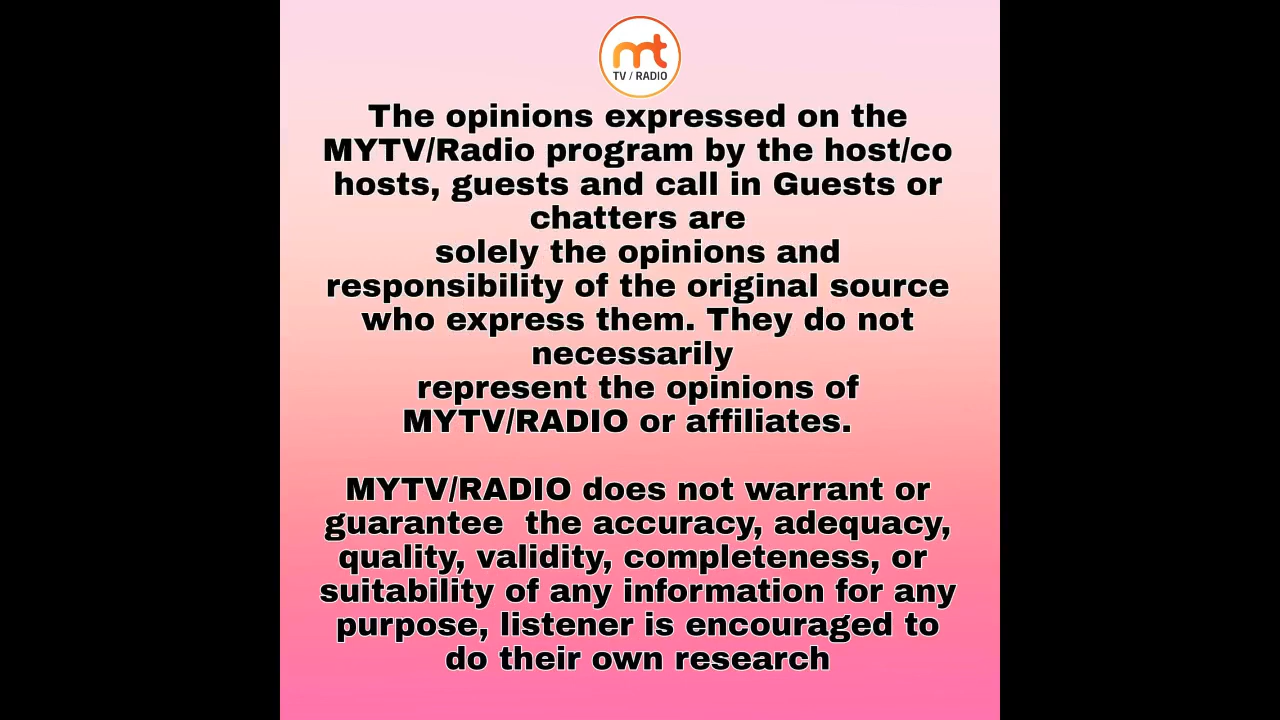 mt
TV / RADIO
The opinions expressed on the
MYTV/Radio program by the host/co
hosts, guests and call in Guests or
chatters are
solely the opinions and
responsibility of the original source
who express them. They do not
necessarily
represent the opinions of
MYTV/RADIO or affiliates.
MYTV/RADIO does not warrant or
guarantee  the accuracy, adequacy,
quality, validity, completeness, or
suitability of any information for any
purpose, listener is encouraged to
do their own research